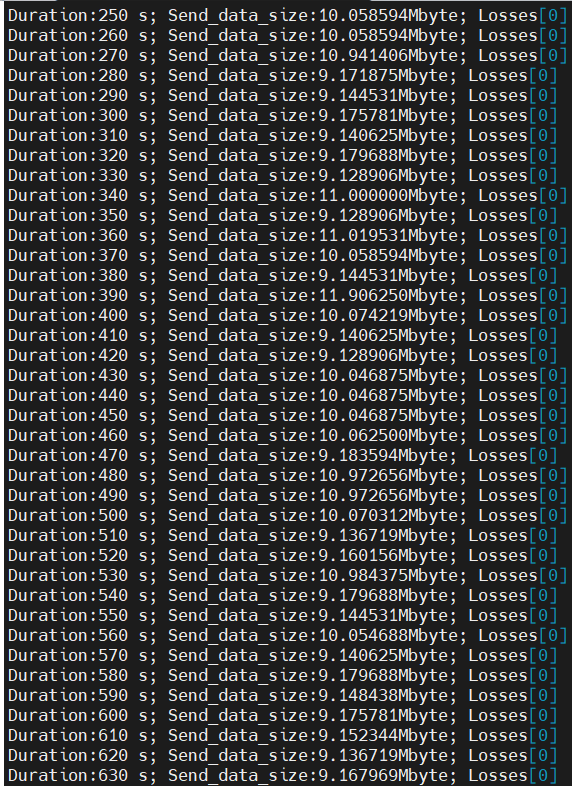 Duration:250 s; Send_data_size:10.058594Mbyte; Losses[0]
Duration:260 s; Send_data_size:10.058594Mbyte; Losses[0]
Duration:270 s; Send_data_size:10.941406Mbyte; Losses[0]
Duration:280 s; Send_data_size:9.171875Mbyte; Losses[0]
Duration:290 s; Send_data_size:9.144531Mbyte; Losses[0]
Duration:300 s; Send_data_size:9.175781Mbyte; Losses[0]
Duration:310 s; Send_data_size:9.140625Mbyte; Losses[0]
Duration:320 s; Send_data_size:9.179688Mbyte; Losses[0]
Duration:330 s; Send_data_size:9.128906Mbyte; Losses[0]
Duration:340 s; Send_data_size:11.000000Mbyte; Losses[0]
Duration:350 s; Send_data_size:9.128906Mbyte; Losses[0]
Duration:360 s; Send_data_size:11.019531Mbyte; Losses[0]
Duration:370 s; Send_data_size:10.058594Mbyte; Losses[0]
Duration:380 s; Send_data_size:9.144531Mbyte; Losses[0]
Duration:390 s; Send_data_size:11.906250Mbyte; Losses[0]
Duration:400 s; Send_data_size:10.074219Mbyte; Losses[0]
Duration:410 s; Send_data_size:9.140625Mbyte; Losses[0]
Duration:420 s; Send_data_size:9.128906Mbyte; Losses[0]
Duration:430 s; Send_data_size:10.046875Mbyte; Losses[0]
Duration:440 s; Send_data_size:10.046875Mbyte; Losses[0]
Duration:450 s; Send_data_size:10.046875Mbyte; Losses[0]
Duration:460 s; Send_data_size:10.062500Mbyte; Losses[0]
Duration:470 s; Send_data_size:9.183594Mbyte; Losses[0]
Duration:480 s; Send_data_size:10.972656Mbyte; Losses[0]
Duration:490 s; Send_data_size:10.972656Mbyte; Losses[0]
Duration:500 s; Send_data_size:10.070312Mbyte; Losses[0]
Duration:510 s; Send_data_size:9.136719Mbyte; Losses[0]
Duration:520 s; Send_data_size:9.160156Mbyte; Losses[0]
Duration:530 s; Send_data_size:10.984375Mbyte; Losses[0]
Duration:540 s; Send_data_size:9.179688Mbyte; Losses[0]
Duration:550 s; Send_data_size:9.144531Mbyte; Losses[0]
Duration:560 s; Send_data_size:10.054688Mbyte; Losses[0]
Duration:570 s; Send_data_size:9.140625Mbyte; Losses[0]
Duration:580 s; Send_data_size:9.179688Mbyte; Losses[0]
Duration:590 s; Send_data_size:9.148438Mbyte; Losses[0]
Duration:600 s; Send_data_size:9.175781Mbyte; Losses[0]
Duration:610 s; Send_data_size:9.152344Mbyte; Losses[0]
Duration:620 s; Send_data_size:9.136719Mbyte; Losses[0]
Duration:630 s; Send_data_size:9.167969Mbyte; Losses[0]